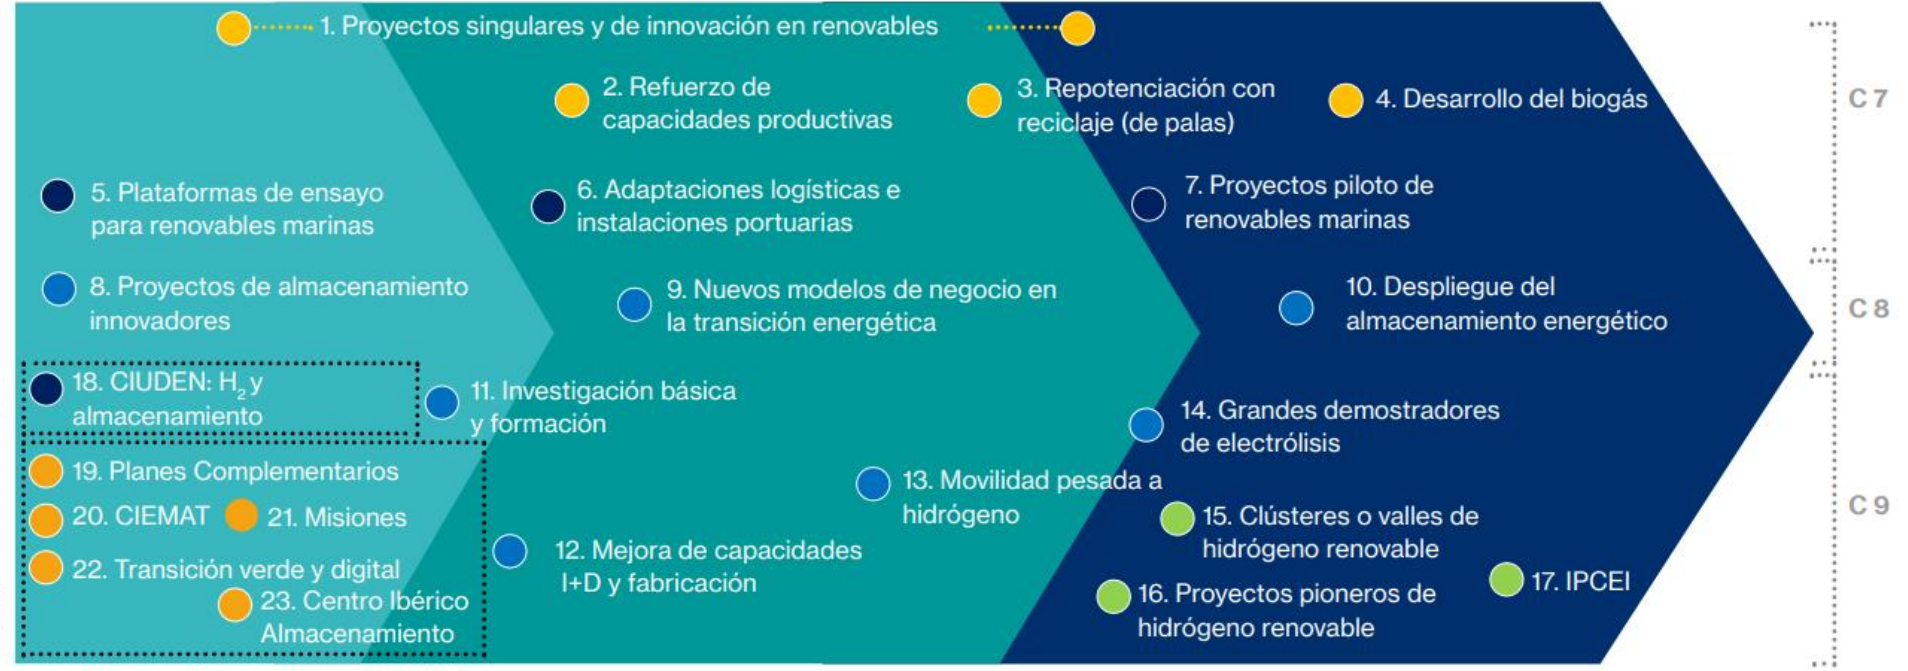 1. Proyectos singulares y de innovación en renovables
2. Refuerzo de
capacidades productivas
3. Repotenciación con
reciclaje (de palas)
4. Desarrollo del biogás
C 7
5. Plataformas de ensayo
para renovables marinas
6. Adaptaciones logísticas e
instalaciones portuarias
7. Proyectos piloto de
renovables marinas
8. Proyectos de almacenamiento
innovadores
9. Nuevos modelos de negocio en
la transición energética
10. Despliegue del
almacenamiento energético
C 8
18. CIUDEN: H₂ y
almacenamiento
11. Investigación básica
y formación
14. Grandes demostradores
de electrólisis
19. Planes Complementarios
13. Movilidad pesada a
hidrógeno
20. CIEMAT
21. Misiones
15. Clústeres o valles de
hidrógeno renovable
C 9
22. Transición verde y digital
12. Mejora de capacidades
I+D y fabricación
23. Centro Ibérico
Almacenamiento
16. Proyectos pioneros de
hidrógeno renovable
17. IPCEI